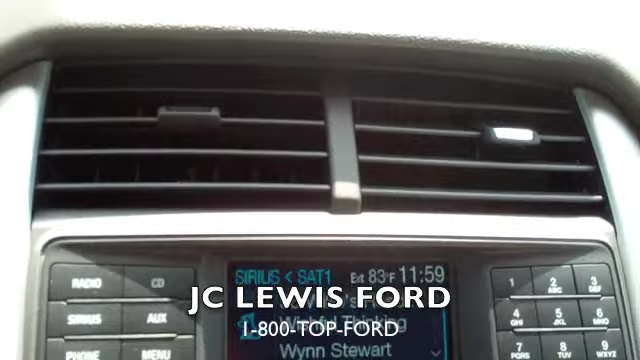 SIRIUS < SAT1 Ext 83°F 11:59
RADIO CD
1 2 ABC 3 DEF
JC LEWIS FORD
Wishful Thinking
SIRIUS AUX
4 GHI 5 JKL 6 MNO
1-800-TOP-FORD
Wynn Stewart
PHONE MENU
7 PQRS 8 TUV 9 WXYZ